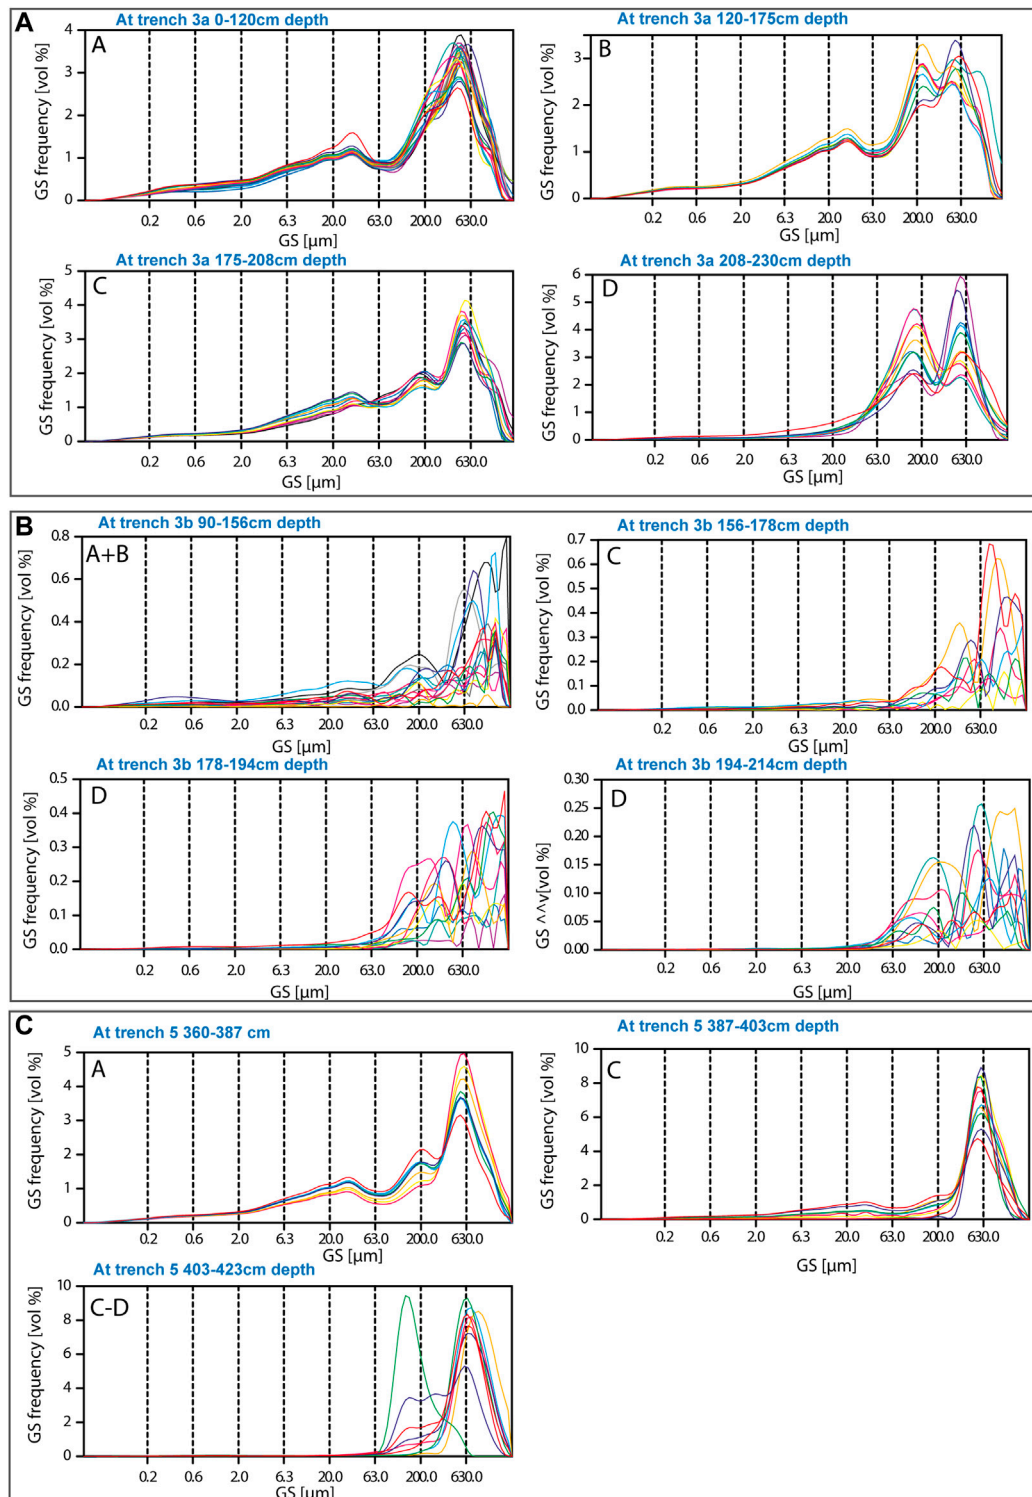 A
At trench 3a 0-120cm depth
A
GS frequency [vol %]
4
3
2
1
0
0.2 0.6 2.0 6.3 20.0 63.0 200.0 630.0
GS [µm]
At trench 3a 120-175cm depth
B
GS frequency [vol %]
3
2
1
0
0.2 0.6 2.0 6.3 20.0 63.0 200.0 630.0
GS [µm]
At trench 3a 175-208cm depth
C
GS frequency [vol %]
5
4
3
2
1
0
0.2 0.6 2.0 6.3 20.0 63.0 200.0 630.0
GS [µm]
At trench 3a 208-230cm depth
D
GS frequency [vol %]
6
5
4
3
2
1
0
0.2 0.6 2.0 6.3 20.0 63.0 200.0 630.0
GS [µm]
B
At trench 3b 90-156cm depth
A+B
GS frequency [vol %]
0.8
0.6
0.4
0.2
0.0
0.2 0.6 2.0 6.3 20.0 63.0 200.0 630.0
GS [µm]
At trench 3b 156-178cm depth
C
GS frequency [vol %]
0.7
0.6
0.5
0.4
0.3
0.2
0.1
0.0
0.2 0.6 2.0 6.3 20.0 63.0 200.0 630.0
GS [µm]
At trench 3b 178-194cm depth
D
GS frequency [vol %]
0.5
0.4
0.3
0.2
0.1
0.0
0.2 0.6 2.0 6.3 20.0 63.0 200.0 630.0
GS [µm]
At trench 3b 194-214cm depth
D
GS ^^v[vol %]
0.30
0.25
0.20
0.15
0.10
0.05
0.00
0.2 0.6 2.0 6.3 20.0 63.0 200.0 630.0
GS [µm]
C
At trench 5 360-387 cm
A
GS frequency [vol %]
5
4
3
2
1
0
0.2 0.6 2.0 6.3 20.0 63.0 200.0 630.0
GS [µm]
At trench 5 387-403cm depth
C
GS frequency [vol %]
10
8
6
4
2
0
0.2 0.6 2.0 6.3 20.0 63.0 200.0 630.0
GS [µm]
At trench 5 403-423cm depth
C-D
GS frequency [vol %]
10
8
6
4
2
0
0.2 0.6 2.0 6.3 20.0 63.0 200.0 630.0
GS [µm]